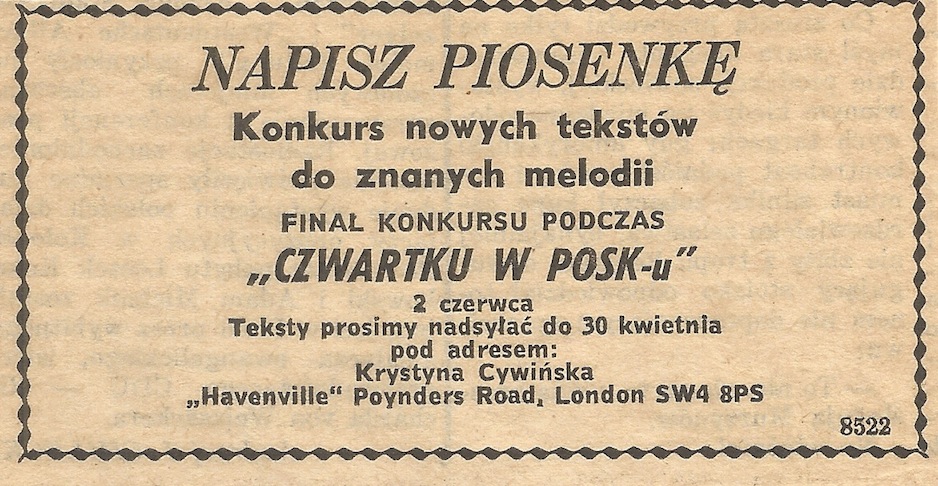 NAPISZ PIOSENKĘ
Konkurs nowych tekstów
do znanych melodii
FINAŁ KONKURSU PODCZAS
„CZWARTKU W POSK-u”
2 czerwca
Teksty prosimy nadsyłać do 30 kwietnia
pod adresem:
Krystyna Cywińska
„Havenville“ Poynders Road, London SW4 8PS
8522